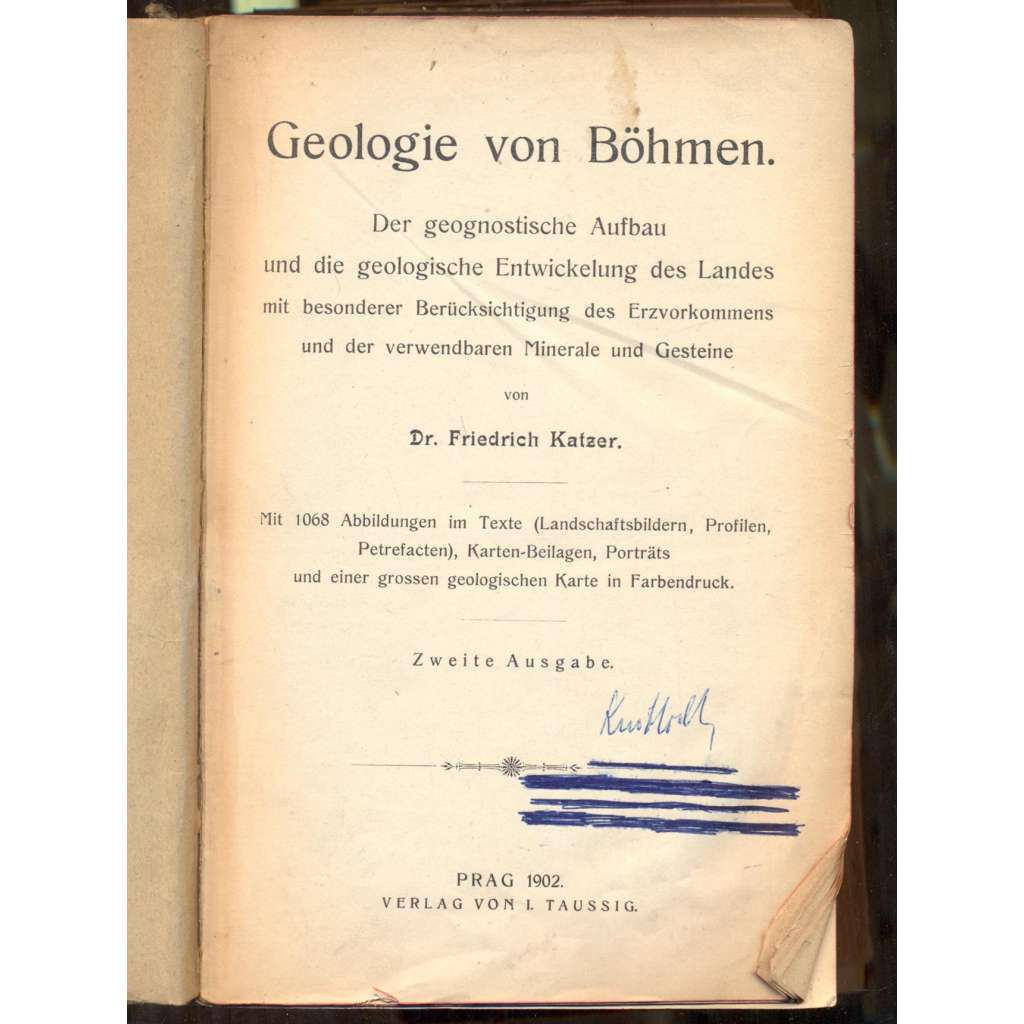 Geologie von Böhmen.
Der geognostische Aufbau
und die geologische Entwickelung des Landes
mit besonderer Berücksichtigung des Erzvorkommens
und der verwendbaren Minerale und Gesteine
von
Dr. Friedrich Katzer.
Mit 1068 Abbildungen im Texte (Landschaftsbildern, Profilen,
Petrefacten), Karten-Beilagen, Porträts
und einer grossen geologischen Karte in Farbendruck.
Zweite Ausgabe.
PRAG 1902.
VERLAG VON I. TAUSSIG.